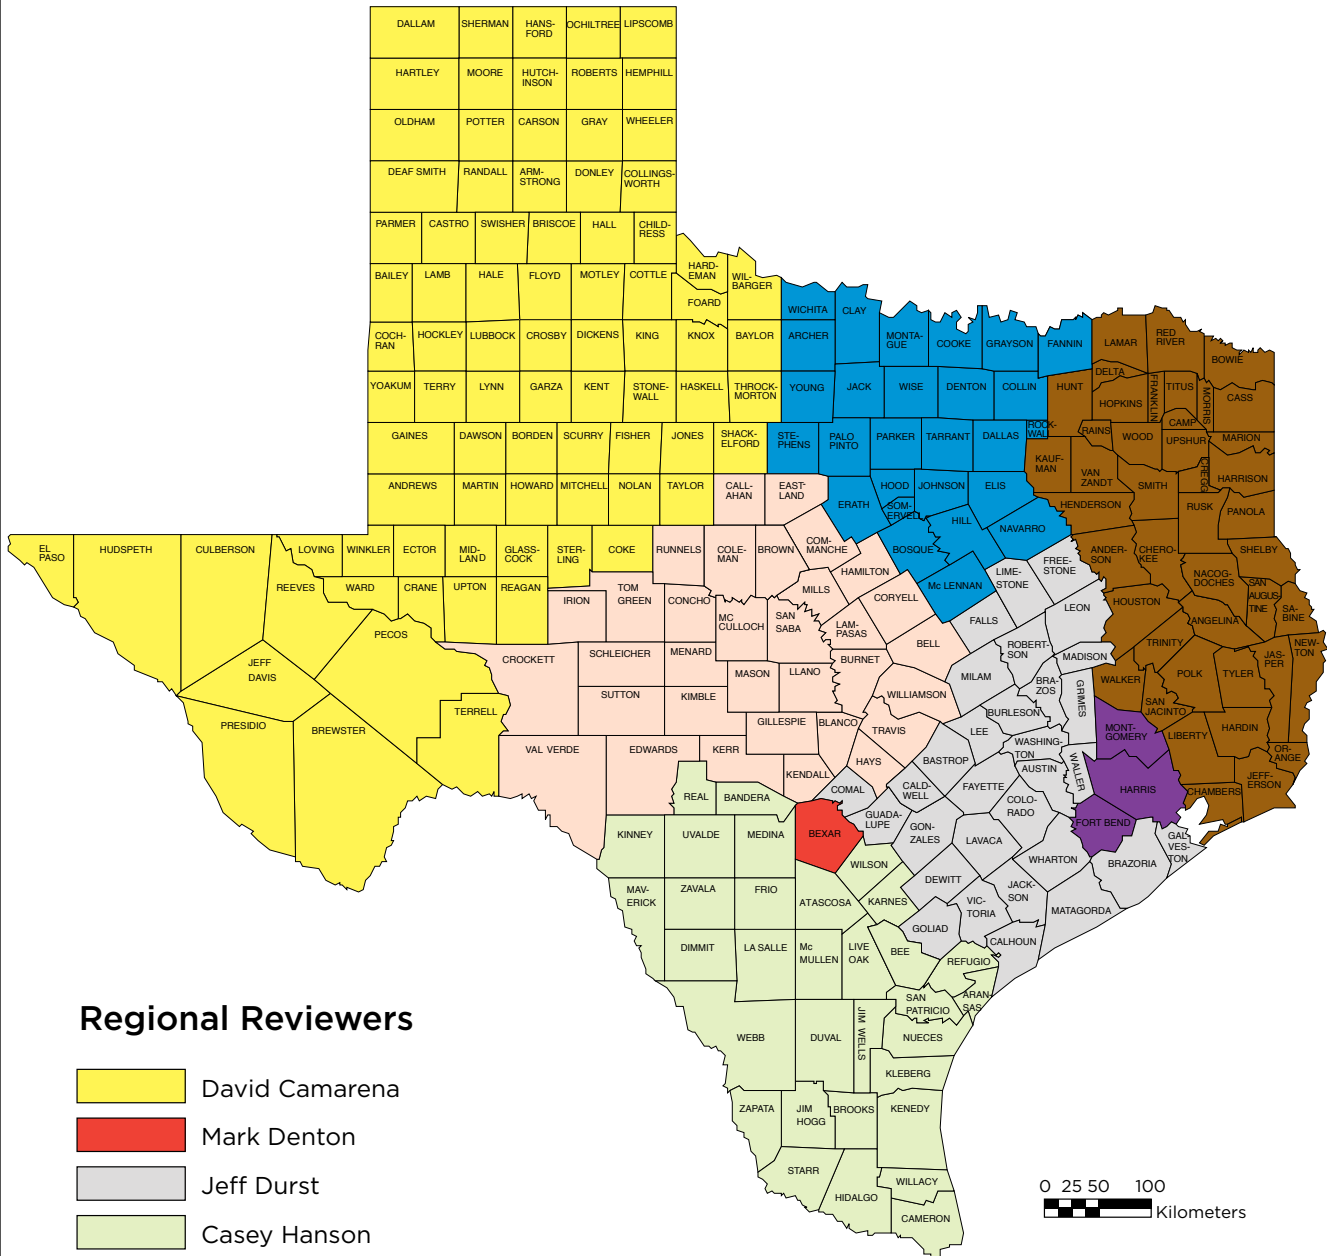 DALLAM SHERMAN HANS- OCHILTREE LIPSCOMB
FORD
HARTLEY MOORE HUTCH- ROBERTS HEMPHILL
INSON
OLDHAM POTTER CARSON GRAY WHEELER
DEAF SMITH RANDALL ARM- DONLEY COLLINGS-
STRONG WORTH
PARMER CASTRO SWISHER BRISCOE HALL CHILD-
RESS
HARD-
EMAN
WIL-
BARGER
BAILEY LAMB HALE FLOYD MOTLEY COTTLE
FOARD
WICHITA CLAY
COCH-
RAN
HOCKLEY LUBBOCK CROSBY DICKENS KING KNOX BAYLOR ARCHER
MONTA-
GUE
COOKE GRAYSON FANNIN LAMAR
RED
RIVER
BOWIE
DELTA
YOAKUM TERRY LYNN GARZA KENT STONE-
WALL
HASKELL THROCK-
MORTON
YOUNG JACK WISE DENTON COLLIN HUNT
HOPKINS
FRANKLIN
TITUS
MORRIS
CASS
CAMP
GAINES DAWSON BORDEN SCURRY FISHER JONES SHACK-
ELFORD
STE-
PHENS
PALO
PINTO
PARKER TARRANT DALLAS
ROCK-
WALL
RAINS WOOD UPSHUR MARION
KAUF-
MAN
VAN
ZANDT
SMITH
GREGG
HARRISON
ANDREWS MARTIN HOWARD MITCHELL NOLAN TAYLOR
CALL-
AHAN
EAST-
LAND
ERATH
HOOD
SOM-
ERVELL
JOHNSON ELIS
HENDERSON
RUSK
PANOLA
HILL
NAVARRO
BOSQUE
EL
PASO
HUDSPETH CULBERSON
LOVING WINKLER ECTOR
MID-
LAND
GLASS-
COCK
STER-
LING
COKE RUNNELS
COLE-
MAN
BROWN
COM-
MANCHE
HAMILTON
Mc LENNAN
LIME-
STONE
FREE-
STONE
ANDER-
SON
CHERO-
KEE
NACOG-
DOCHES
SHELBY
SAN
AUGUS-
TINE
SA-
BINE
REEVES WARD CRANE UPTON REAGAN
IRION
TOM
GREEN
CONCHO
MC
CULLOCH
SAN
SABA
MILLS
LAM-
PASAS
CORYELL
BELL
FALLS
LEON
HOUSTON
ANGELINA
TRINITY
PECOS
JEFF
DAVIS
CROCKETT
SCHLEICHER
MENARD
MASON
LLANO
BURNET
WILLIAMSON
MILAM
ROBERT-
SON
MADISON
BRA-
ZOS
GRIMES
WALKER
SAN
JACINTO
POLK
TYLER
JAS-
PER
NEW-
TON
SUTTON
KIMBLE
PRESIDIO
BREWSTER
TERRELL
VAL VERDE
EDWARDS
KERR
GILLESPIE
BLANCO
TRAVIS
HAYS
KENDALL
COMAL
BASTROP
LEE
BURLESON
WASHING-
TON
AUSTIN
WALLER
MONT-
GOMERY
LIBERTY
HARDIN
OR-
ANGE
JEFF-
ERSON
CHAMBERS
HARRIS
FORT BEND
REAL
BANDERA
CALD-
WELL
FAYETTE
COLO-
RADO
GUADA-
LUPE
GON-
ZALES
LAVACA
WHARTON
BRAZORIA
GAL-
VES-
TON
KINNEY UVALDE MEDINA BEXAR
WILSON
DEWITT
JACK-
SON
MATAGORDA
MAV-
ERICK
ZAVALA FRIO ATASCOSA KARNES
VIC-
TORIA
GOLIAD
CALHOUN
DIMMIT LA SALLE
Mc
MULLEN
LIVE
OAK
BEE
REFUGIO
SAN
PATRICIO
ARAN-
SAS
WEBB DUVAL
JIM WELLS
NUECES
KLEBERG
ZAPATA
JIM
HOGG
BROOKS KENEDY
STARR
HIDALGO
WILLACY
CAMERON
Regional Reviewers
David Camarena
Mark Denton
Jeff Durst
Casey Hanson
0 25 50 100
Kilometers